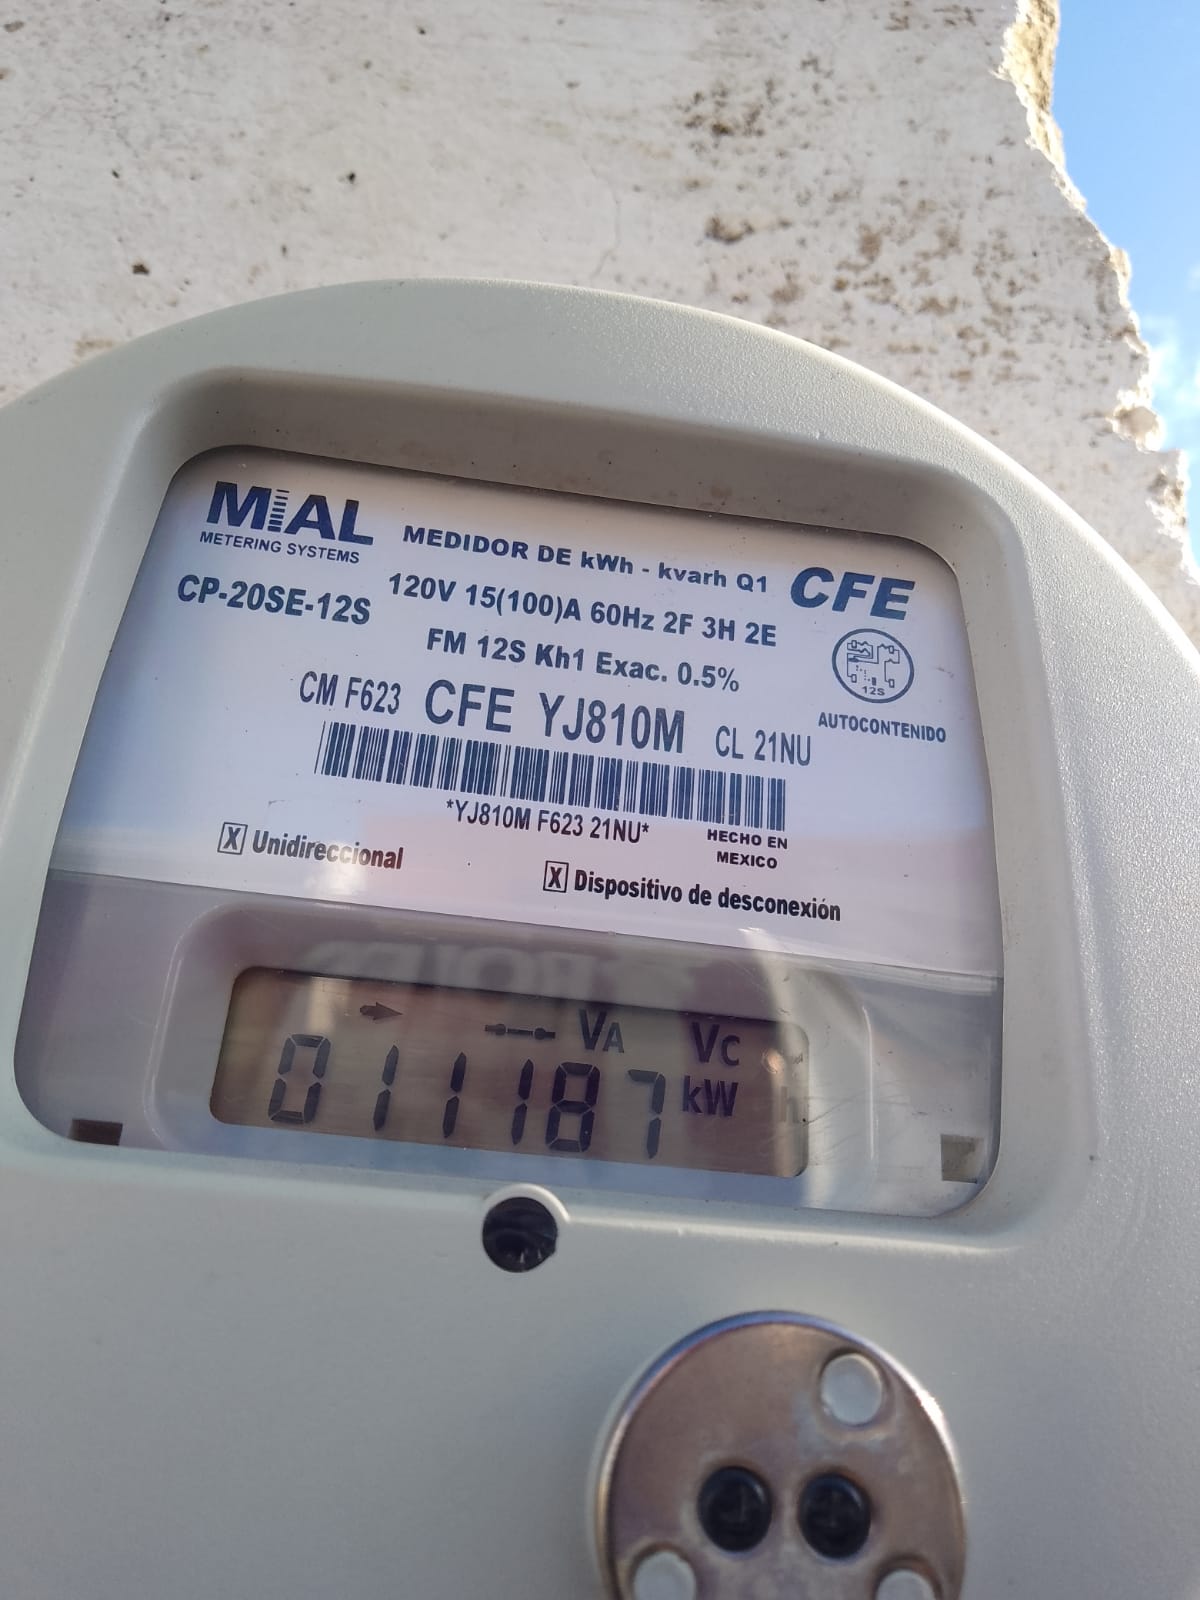 MIAL
METERING SYSTEMS
MEDIDOR DE kWh - kvarh Q1
CFE
CP-20SE-12S
120V 15(100)A 60Hz 2F 3H 2E
FM 12S Kh1 Exac. 0.5%
12S
AUTOCONTENIDO
CM F623 CFE YJ810M CL 21NU
*YJ810M F623 21NU*
HECHO EN
MEXICO
X Unidireccional
X Dispositivo de desconexión
VA VC
011187 kW h